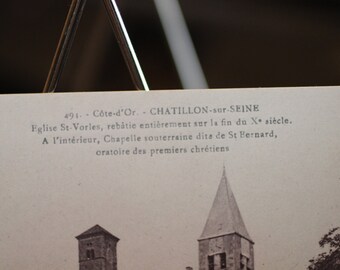 491. - Côte-d'Or. - CHATILLON-sur-SEINE
Eglise St-Vorles, rebâtie entièrement sur la fin du Xe siècle.
A l'intérieur, Chapelle souterraine dite de St Bernard,
oratoire des premiers chrétiens